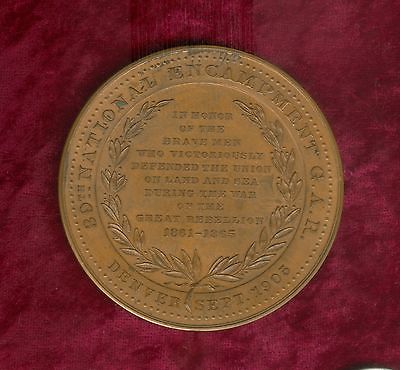 39TH NATIONAL ENCAMPMENT G.A.R.
IN HONOR
OF THE
BRAVE MEN
WHO VICTORIOUSLY
DEFENDED THE UNION
ON LAND AND SEA
DURING THE WAR
OF THE
GREAT REBELLION
1861-1865
DENVER SEPT. 1905